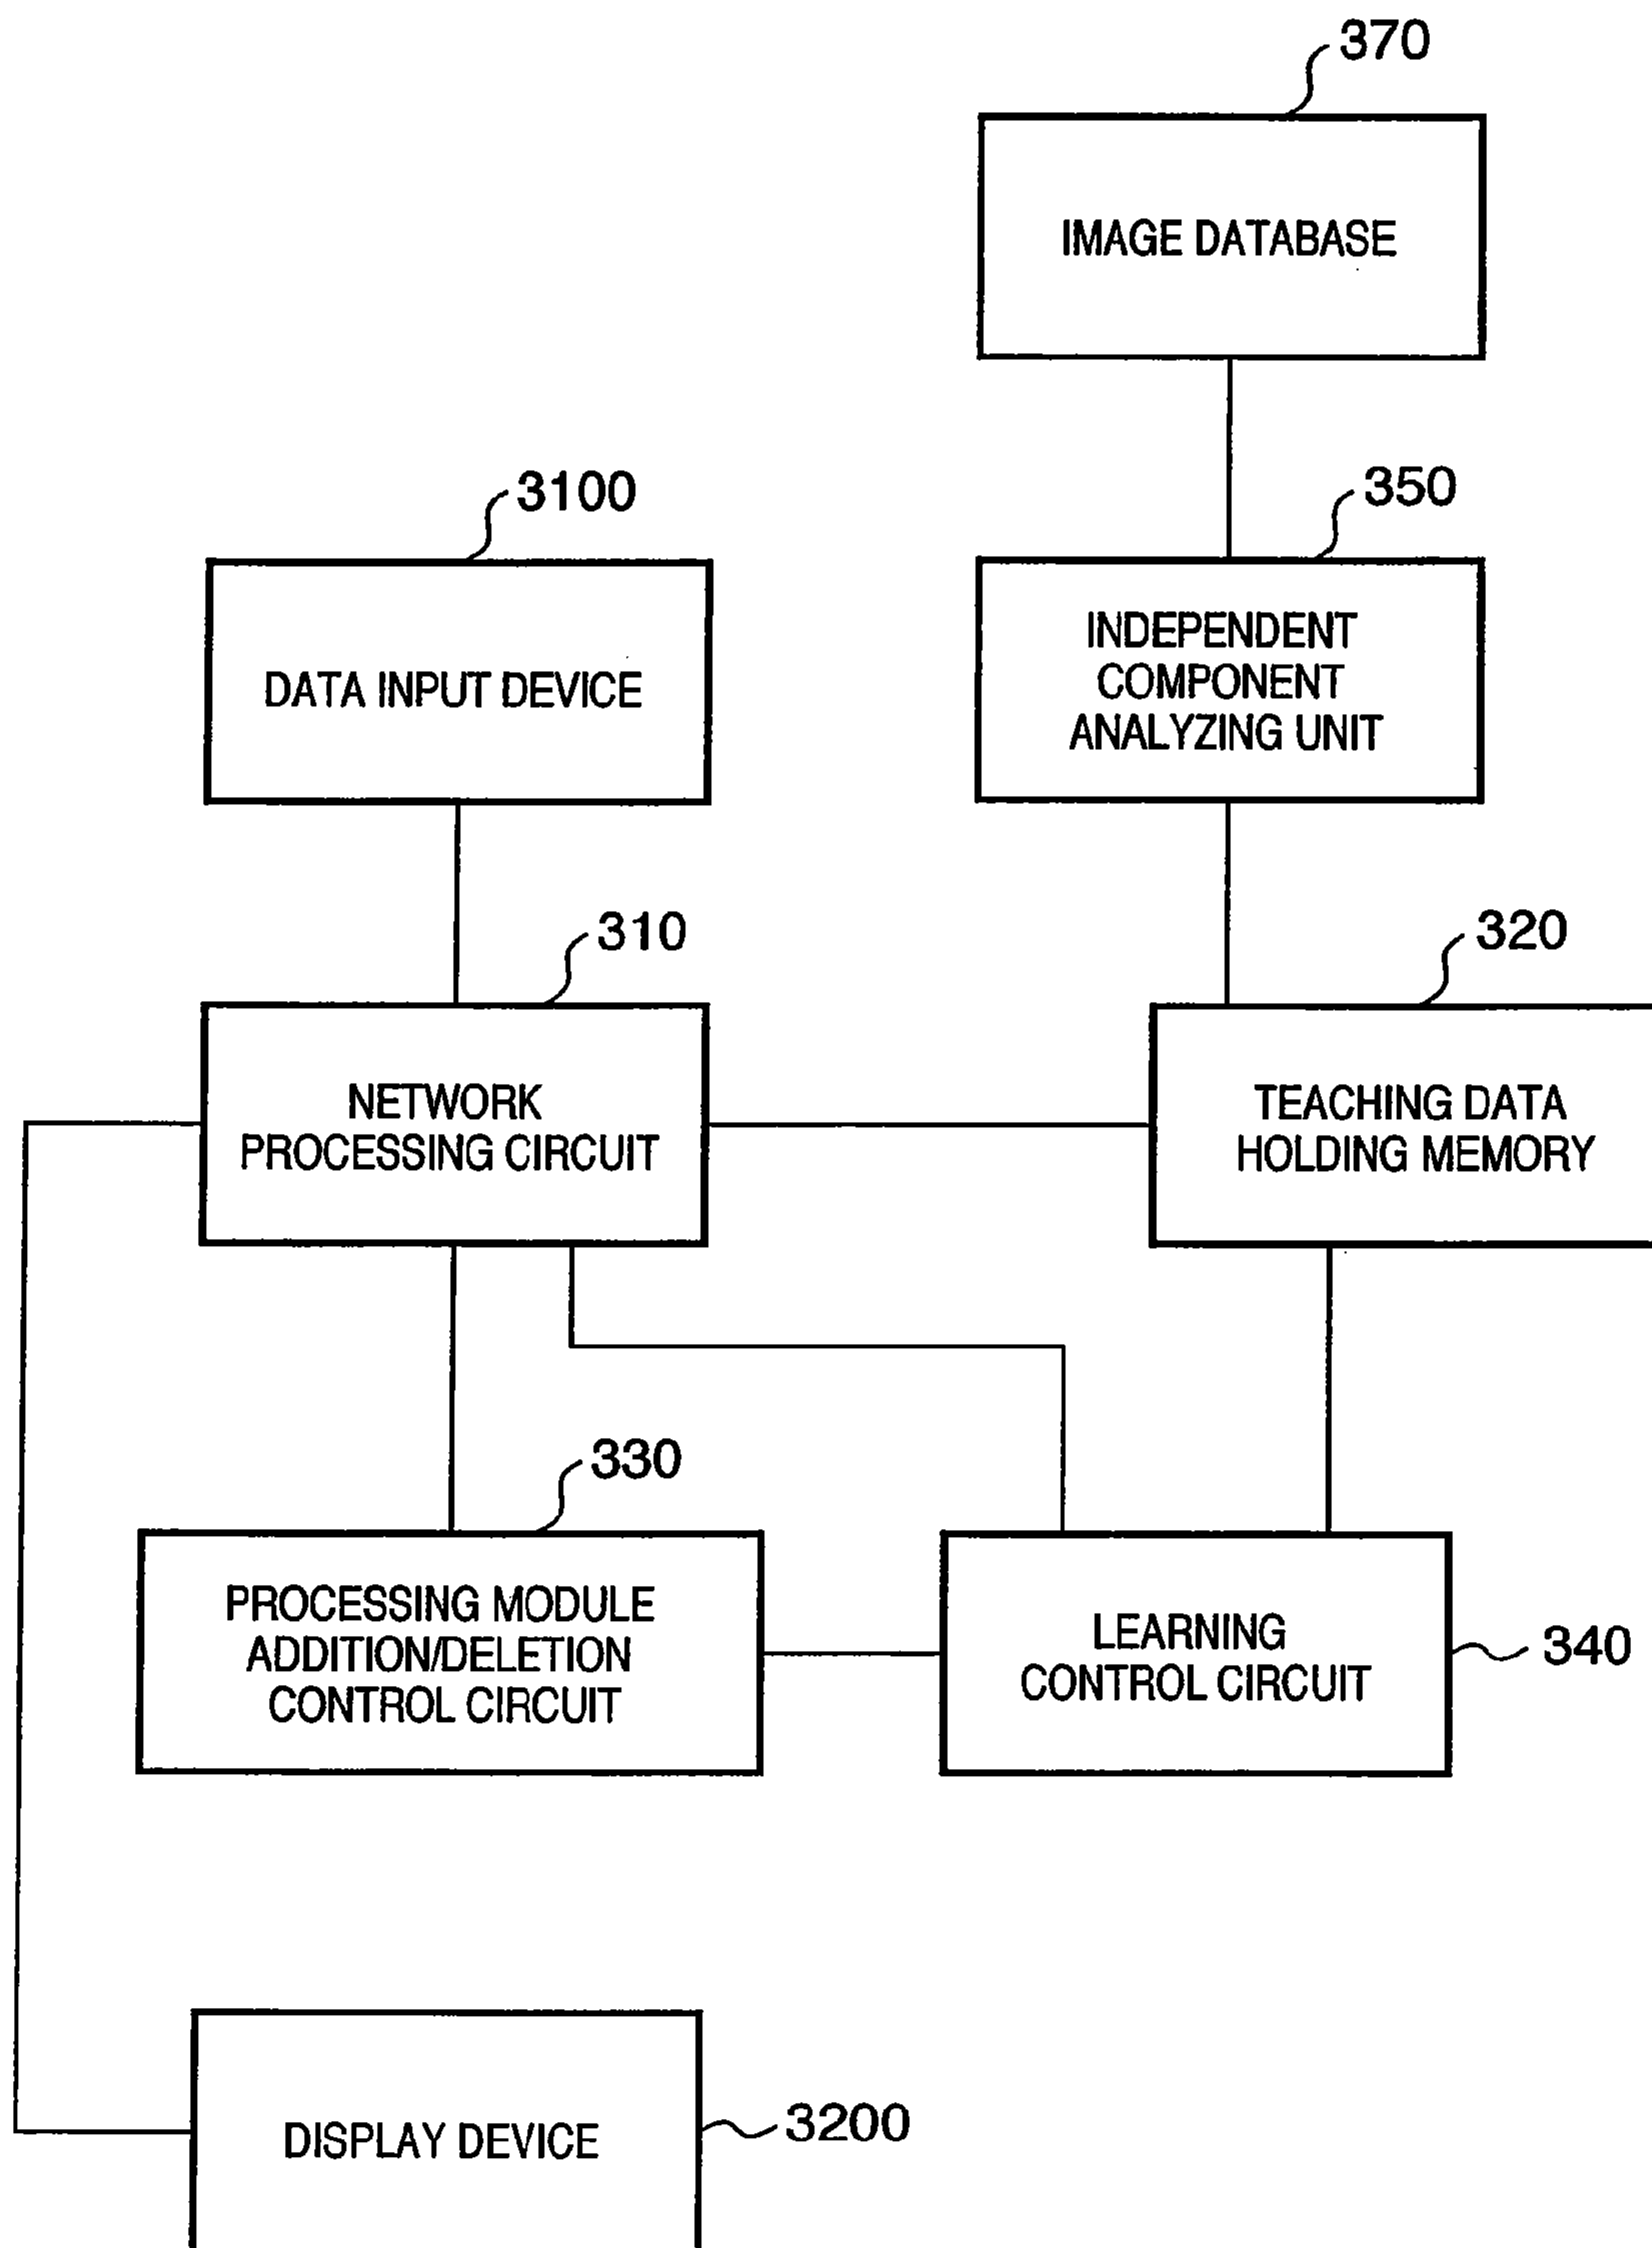 370
IMAGE DATABASE
3100
350
DATA INPUT DEVICE
INDEPENDENT
COMPONENT
ANALYZING UNIT
310
320
NETWORK
PROCESSING CIRCUIT
TEACHING DATA
HOLDING MEMORY
330
PROCESSING MODULE
ADDITION/DELETION
CONTROL CIRCUIT
LEARNING
CONTROL CIRCUIT
340
DISPLAY DEVICE
3200